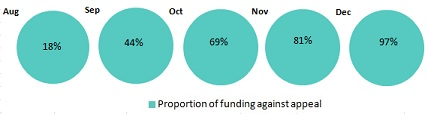 Aug Sep Oct Nov Dec
18% 44% 69% 81% 97%
Proportion of funding against appeal